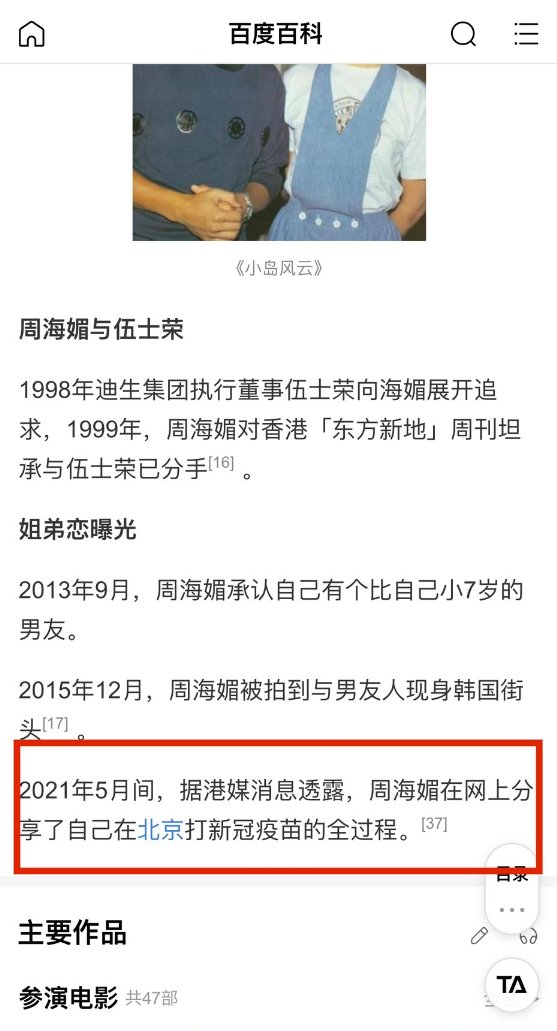 百度百科
《小岛风云》
周海媚与伍士荣
1998年迪生集团执行董事伍士荣向海媚展开追
求，1999年，周海媚对香港「东方新地」周刊坦
承与伍士荣已分手[16] 。
姐弟恋曝光
2013年9月，周海媚承认自己有个比自己小7岁的
男友。
2015年12月，周海媚被拍到与男友人现身韩国街
头[17] 。
2021年5月间，据港媒消息透露，周海媚在网上分
享了自己在北京打新冠疫苗的全过程。[37]
目录
主要作品
参演电影 共47部
TA